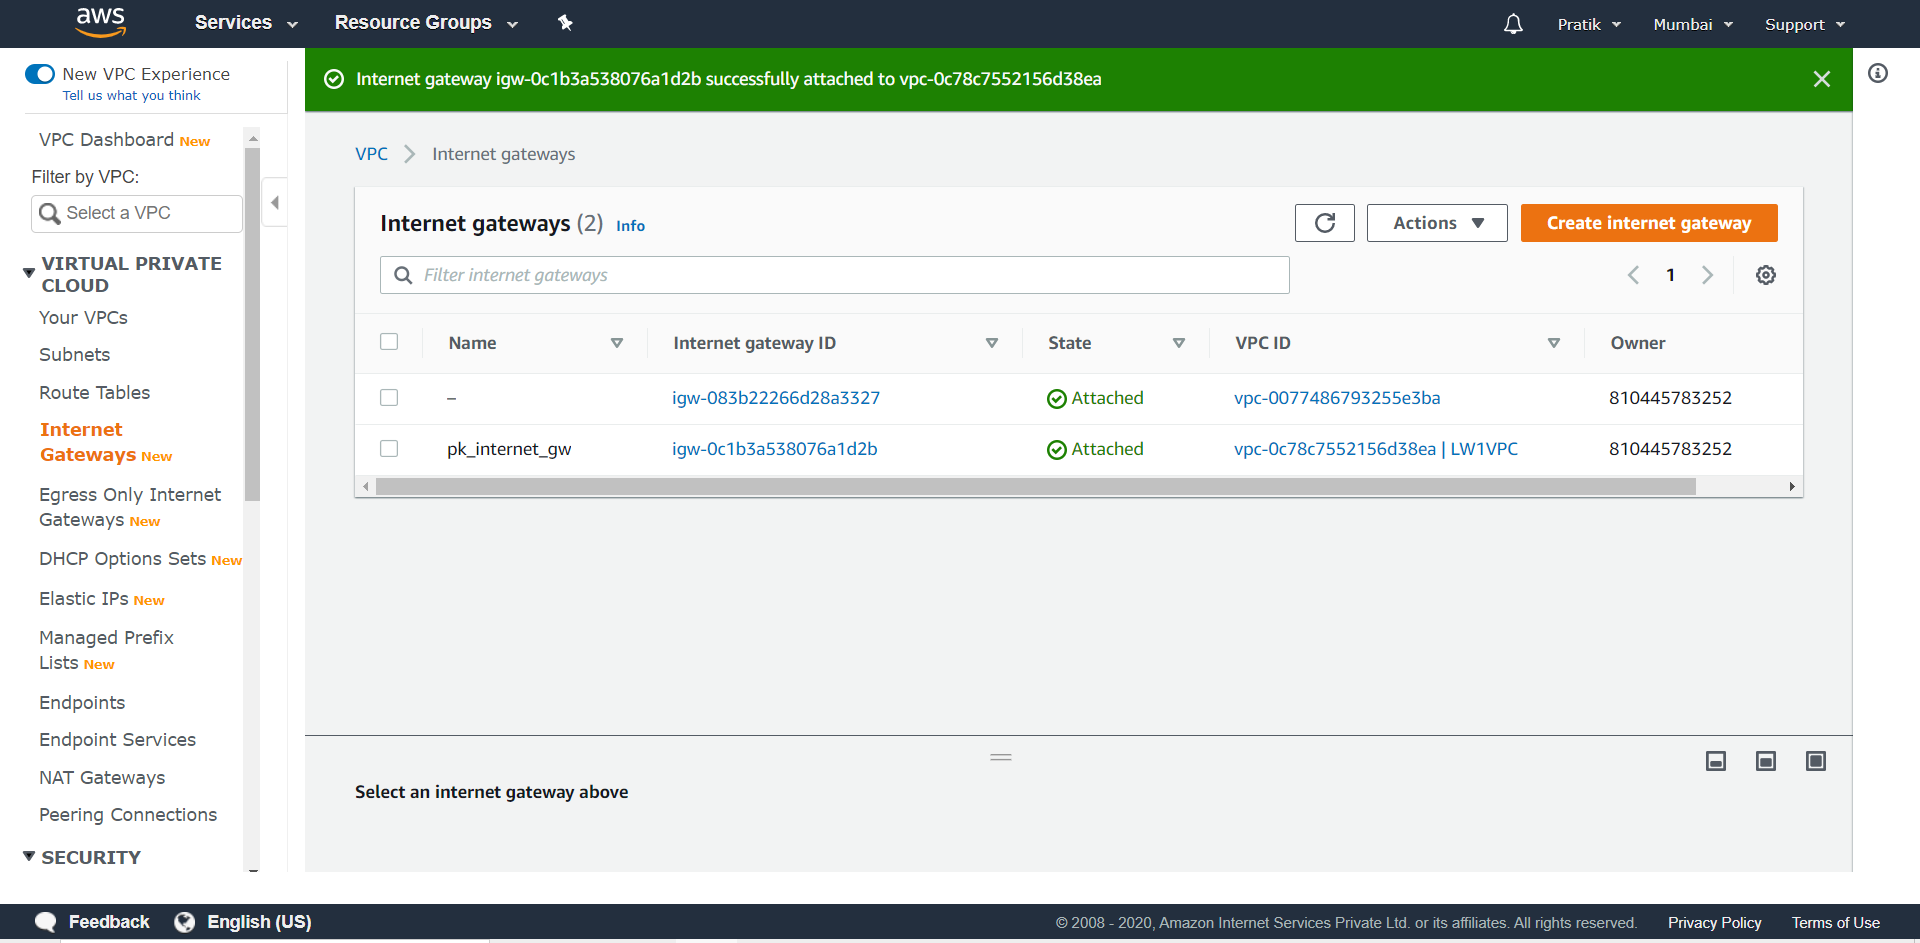 aws
Services
Resource Groups
Pratik
Mumbai
Support
New VPC Experience
Tell us what you think
VPC Dashboard New
Filter by VPC:
Select a VPC
VIRTUAL PRIVATE
CLOUD
Your VPCs
Subnets
Route Tables
Internet
Gateways New
Egress Only Internet
Gateways New
DHCP Options Sets New
Elastic IPs New
Managed Prefix
Lists New
Endpoints
Endpoint Services
NAT Gateways
Peering Connections
SECURITY
Internet gateway igw-0c1b3a538076a1d2b successfully attached to vpc-0c78c7552156d38ea
VPC
Internet gateways
Internet gateways (2) Info
Actions
Create internet gateway
Filter internet gateways
1
Name
Internet gateway ID
State
VPC ID
Owner
–
igw-083b22266d28a3327
Attached
vpc-0077486793255e3ba
810445783252
pk_internet_gw
igw-0c1b3a538076a1d2b
Attached
vpc-0c78c7552156d38ea | LW1VPC
810445783252
Select an internet gateway above
Feedback
English (US)
© 2008 - 2020, Amazon Internet Services Private Ltd. or its affiliates. All rights reserved.
Privacy Policy
Terms of Use